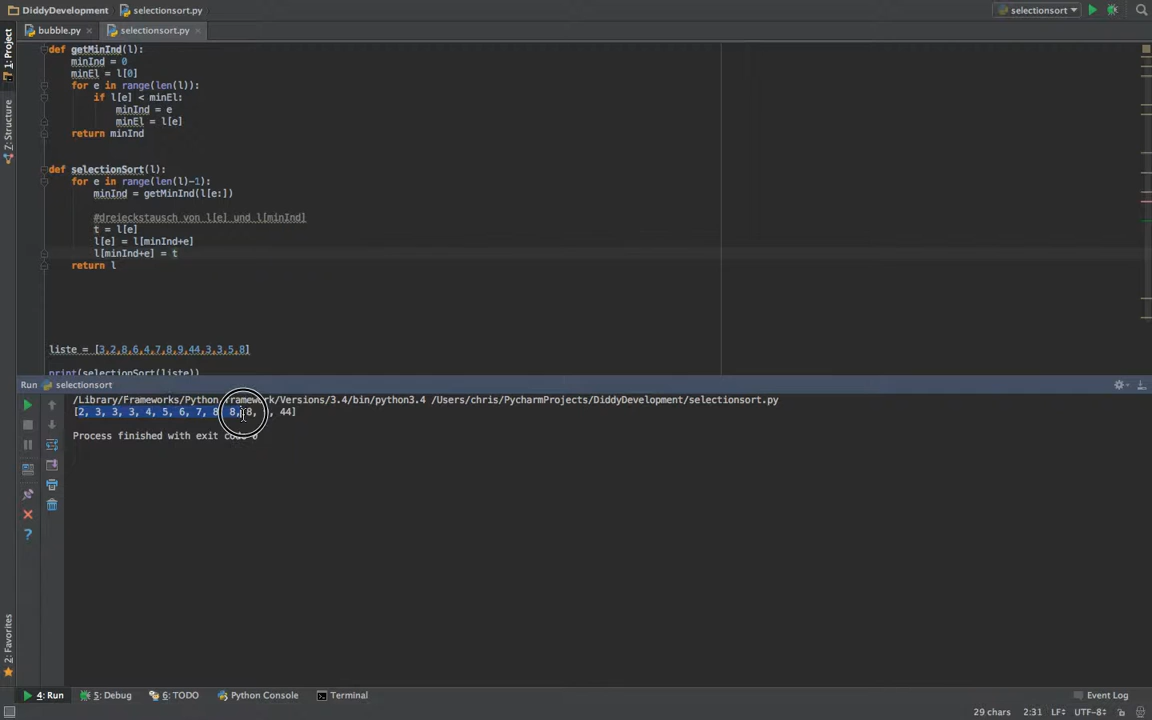 DiddyDevelopment selectionsort.py selectionsort
bubble.py selectionsort.py
1: Project
7: Structure
2: Favorites
def getMinInd(l):
    minInd = 0
    minEl = l[0]
    for e in range(len(l)):
        if l[e] < minEl:
            minInd = e
            minEl = l[e]
    return minInd
def selectionSort(l):
    for e in range(len(l)-1):
        minInd = getMinInd(l[e:])
        #dreieckstausch von l[e] und l[minInd]
        t = l[e]
        l[e] = l[minInd+e]
        l[minInd+e] = t
    return l
liste = [3,2,8,6,4,7,8,9,44,3,3,5,8]
print(selectionSort(liste))
Run selectionsort
/Library/Frameworks/Python.framework/Versions/3.4/bin/python3.4 /Users/chris/PycharmProjects/DiddyDevelopment/selectionsort.py
[2, 3, 3, 3, 4, 5, 6, 7, 8 8, 8, , 44]
Process finished with exit code 0
4: Run 5: Debug 6: TODO Python Console Terminal Event Log
29 chars 2:31 LF÷ UTF-8÷